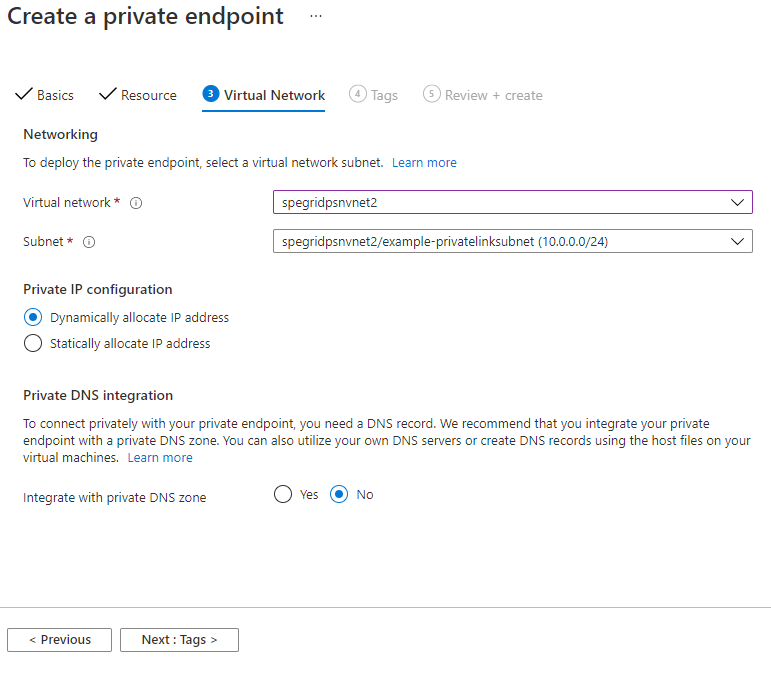 Create a private endpoint ...
Basics Resource 3 Virtual Network 4 Tags 5 Review + create
Networking
To deploy the private endpoint, select a virtual network subnet. Learn more
Virtual network * i spegridpsnvnet2
Subnet * i spegridpsnvnet2/example-privatelinksubnet (10.0.0.0/24)
Private IP configuration
Dynamically allocate IP address
Statically allocate IP address
Private DNS integration
To connect privately with your private endpoint, you need a DNS record. We recommend that you integrate your private
endpoint with a private DNS zone. You can also utilize your own DNS servers or create DNS records using the host files on your
virtual machines. Learn more
Integrate with private DNS zone Yes No
< Previous Next : Tags >